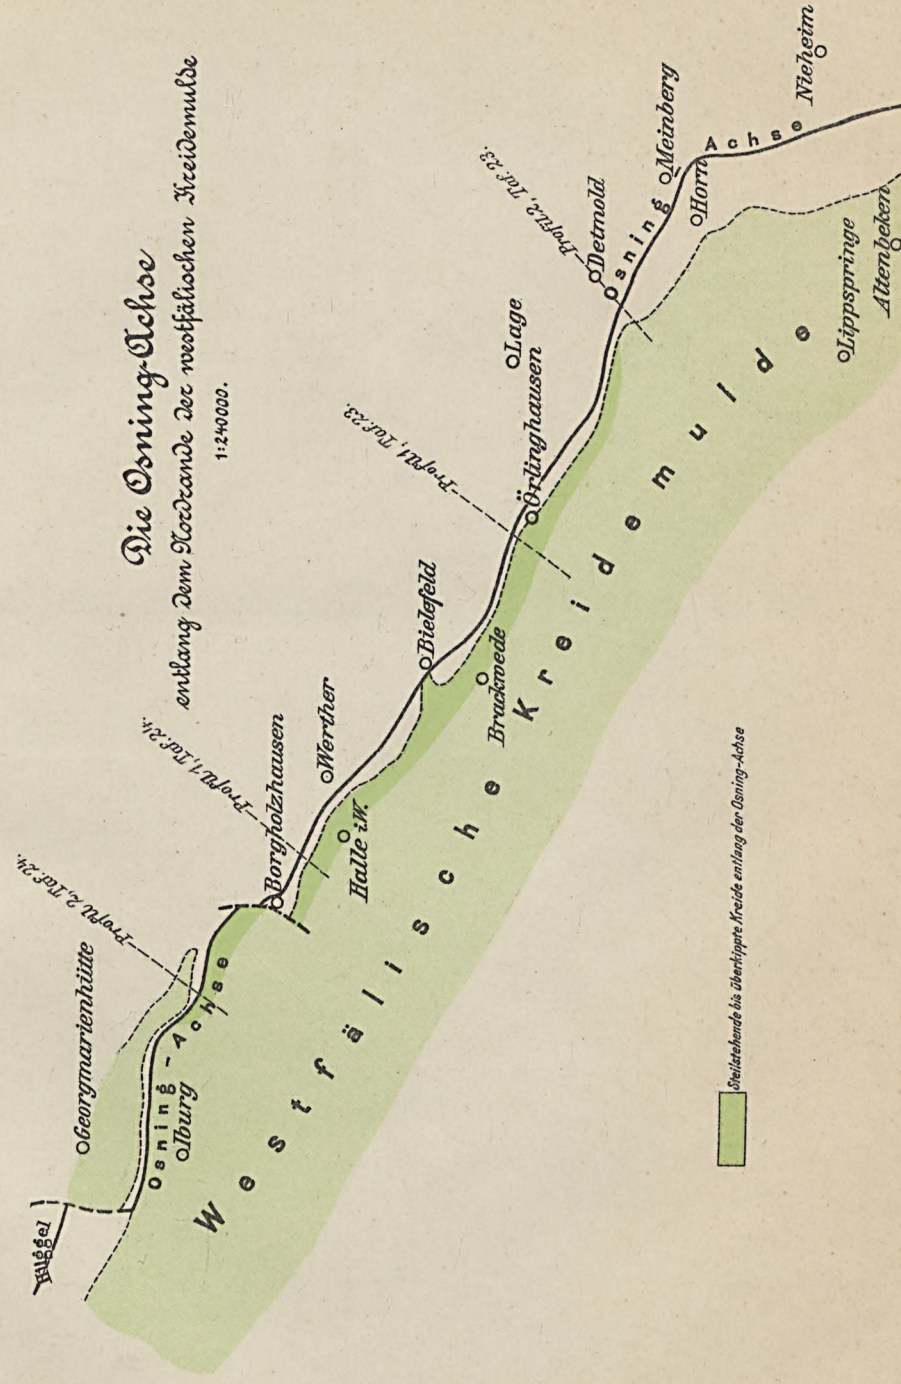 Die Osning-Achse
entlang dem Nordrande der westfälischen Kreidemulde
1:240000.
Hüggel
Georgmarienhütte
Iburg
Osning-Achse
Profil 2, Taf. 24.
Borgholzhausen
Profil 1, Taf. 24.
Werther
Halle i.W.
Bielefeld
Brackwede
Profil 1, Taf. 23.
Örlinghausen
Lage
Profil 2, Taf. 23.
Detmold
Osning-
Achse
Meinberg
Horn
Nieheim
Lippspringe
Altenbeken
Westfälische Kreidemulde
Steilstehende bis überkippte Kreide entlang der Osning-Achse